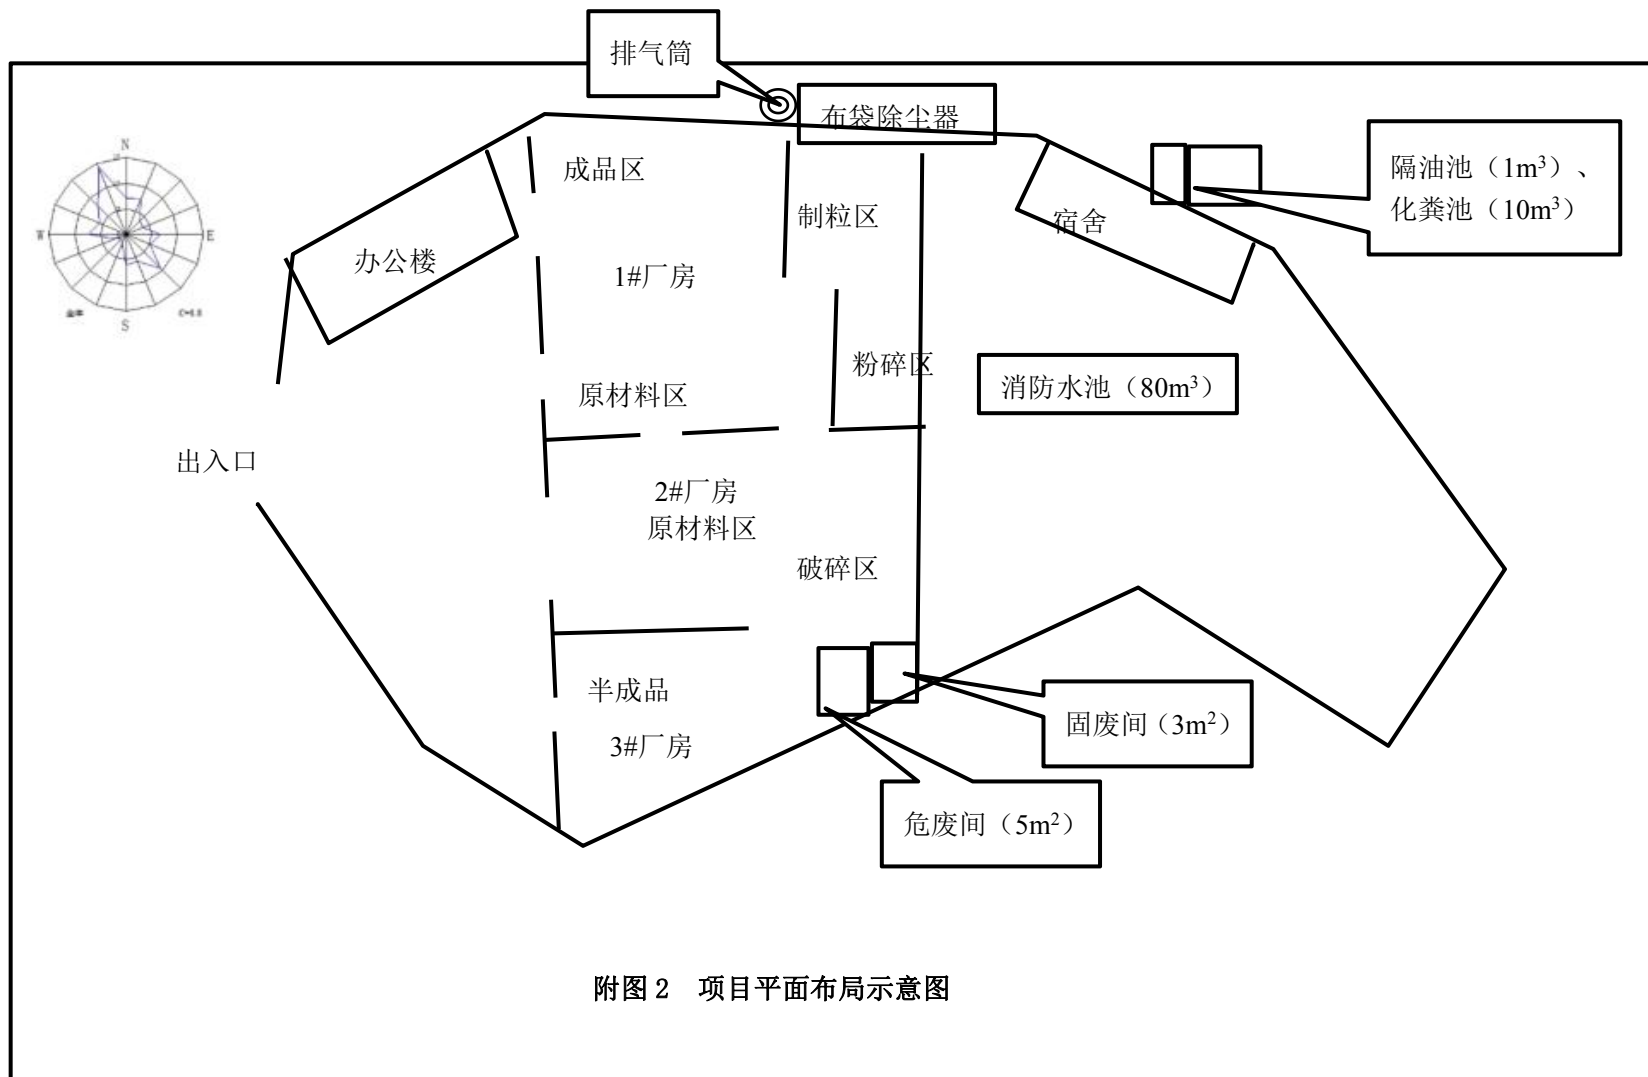 排气筒
布袋除尘器
N
W
E
S
成品区
隔油池（1m³）、
化粪池（10m³）
制粒区
宿舍
办公楼
1#厂房
粉碎区
消防水池（80m³）
原材料区
出入口
2#厂房
原材料区
破碎区
半成品
3#厂房
固废间（3m²）
危废间（5m²）
附图 2 项目平面布局示意图